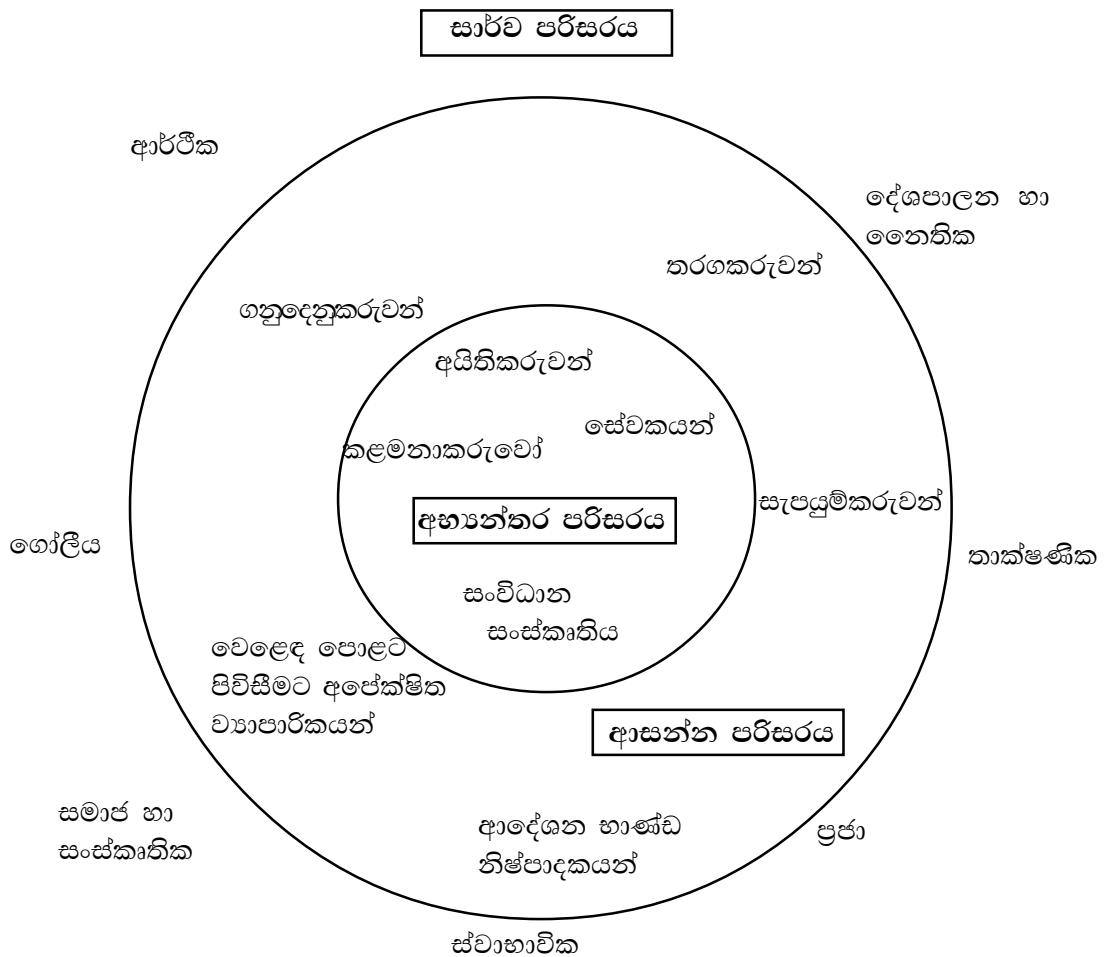 සාර්ව පරිසරය
ආර්ථීක
දේශපාලන හා
නෛතික
තරගකරුවන්
ගනුදෙනුකරුවන්
අයිතිකරුවන්
සේවකයන්
කළමනාකරුවෝ
සැපයුම්කරුවන්
අභ්‍යන්තර පරිසරය
ගෝලීය
තාක්ෂණික
සංවිධාන
සංස්කෘතිය
වෙළෙඳ පොළට
පිවිසීමට අපේක්ෂිත
ව්‍යාපාරිකයන්
ආසන්න පරිසරය
සමාජ හා
සංස්කෘතික
ආදේශන භාණ්ඩ
නිෂ්පාදකයන්
ප්‍රජා
ස්වාභාවික